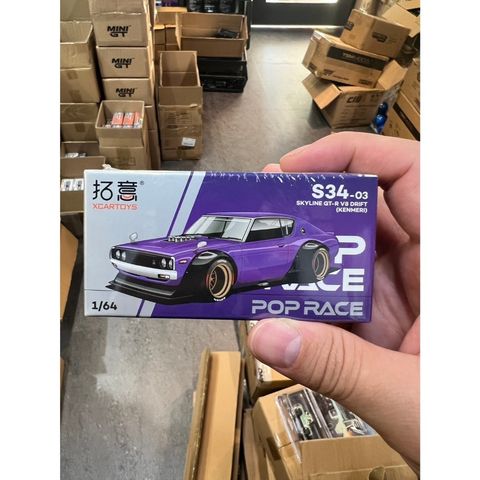 MINI
GT
MINI
GT
MINI
GT
拓意®
XCARTOYS
S34-03
SKYLINE GT-R V8 DRIFT
(KENMERI)
POP
RACE
1/64
POP RACE